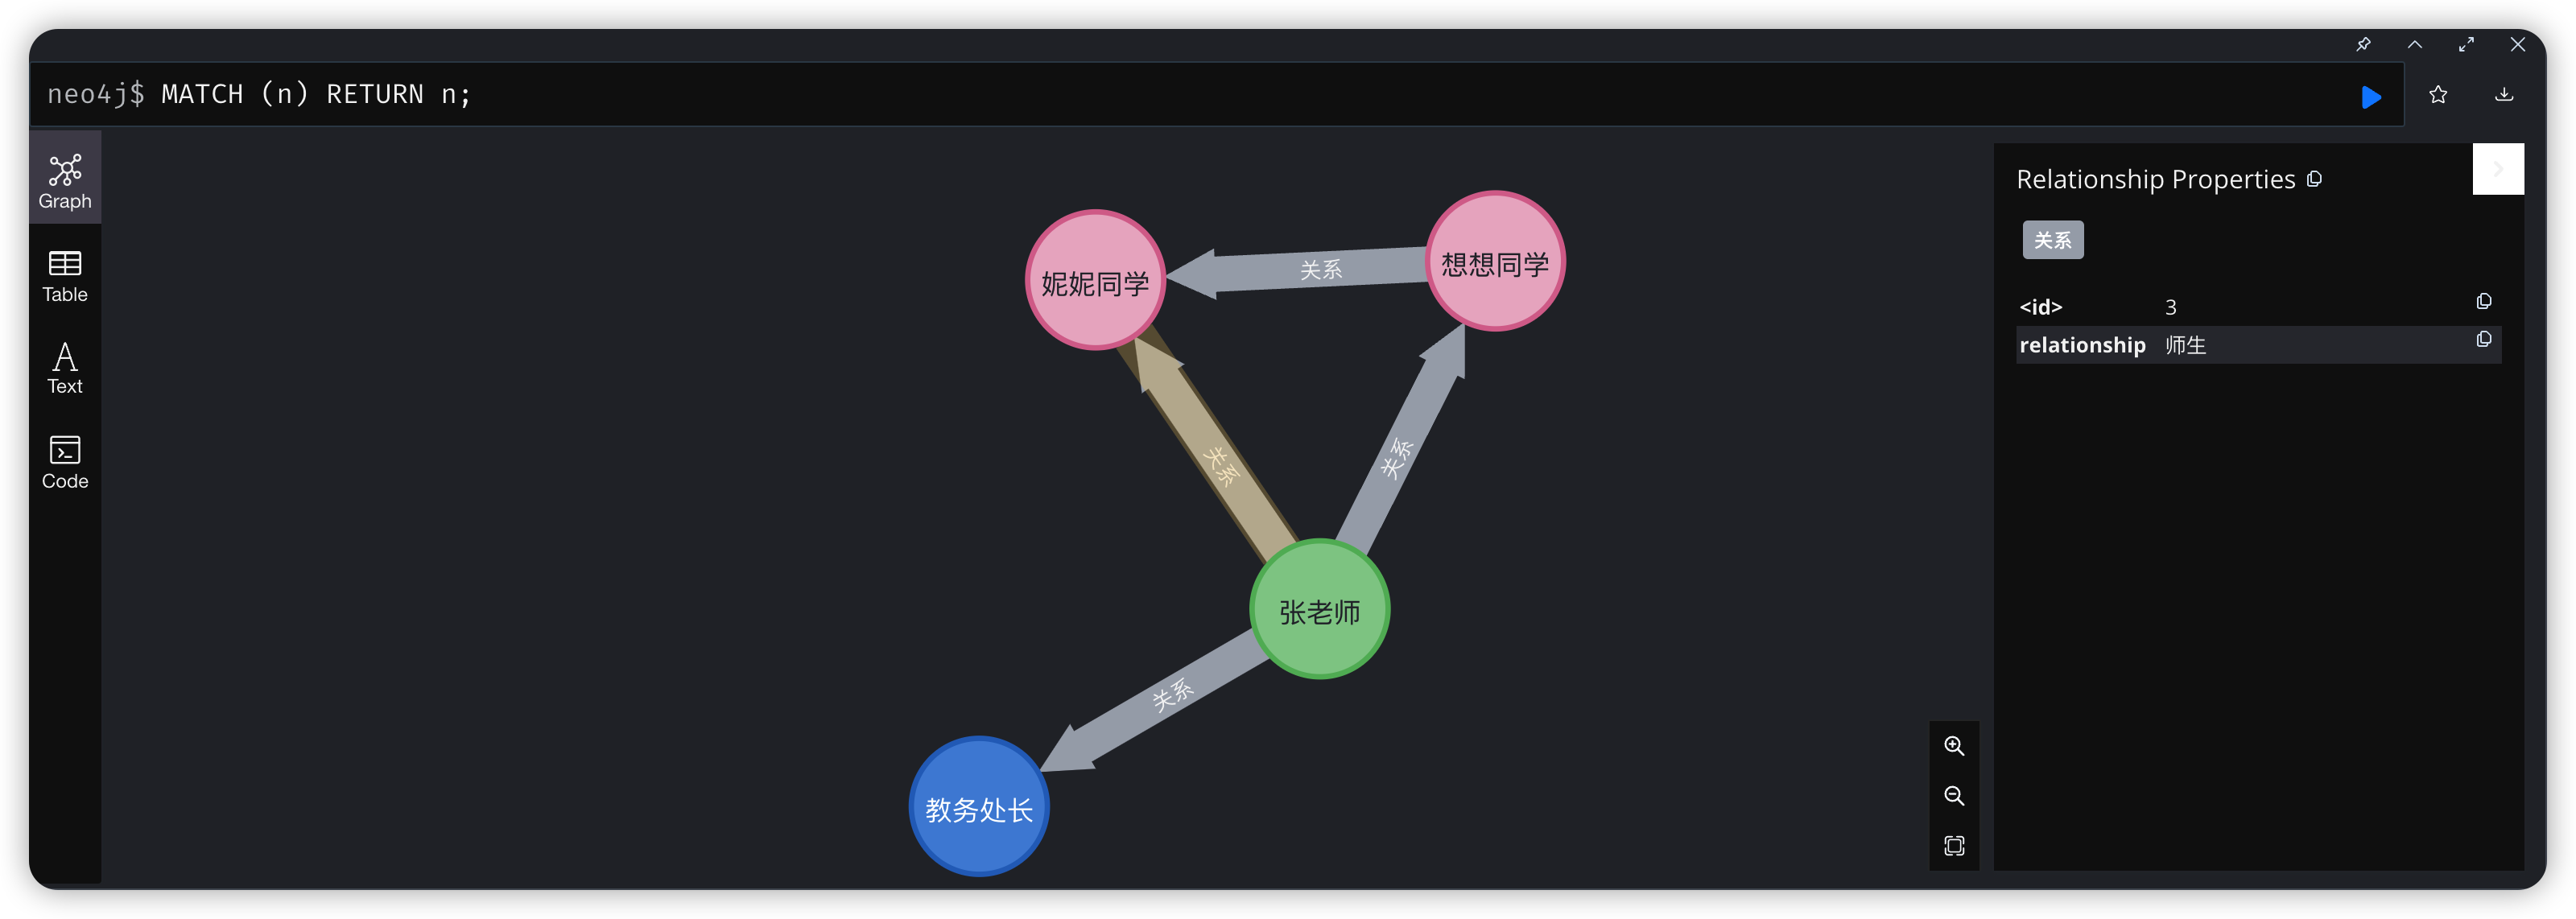 neo4j$ MATCH (n) RETURN n;
Graph
Table
Text
Code
妮妮同学
关系
想想同学
关系
关系
张老师
关系
教务处长
Relationship Properties
关系
<id> 3
relationship 师生